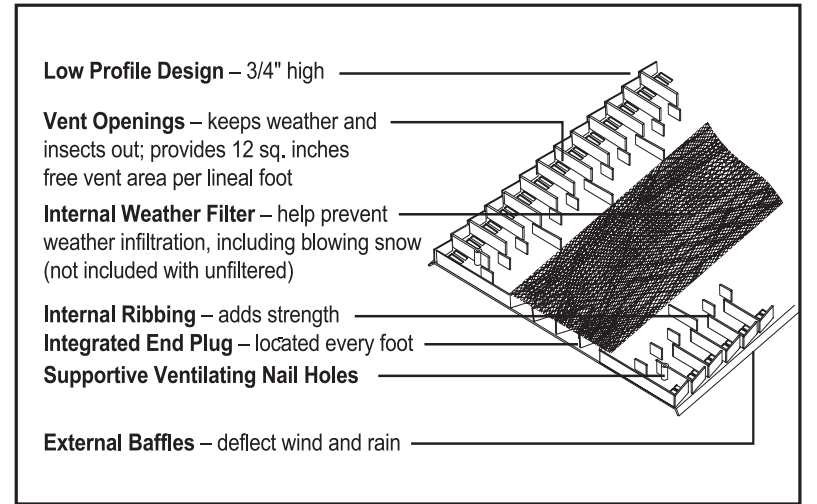 Low Profile Design – 3/4" high
Vent Openings – keeps weather and
insects out; provides 12 sq. inches
free vent area per lineal foot
Internal Weather Filter – help prevent
weather infiltration, including blowing snow
(not included with unfiltered)
Internal Ribbing – adds strength
Integrated End Plug – located every foot
Supportive Ventilating Nail Holes
External Baffles – deflect wind and rain